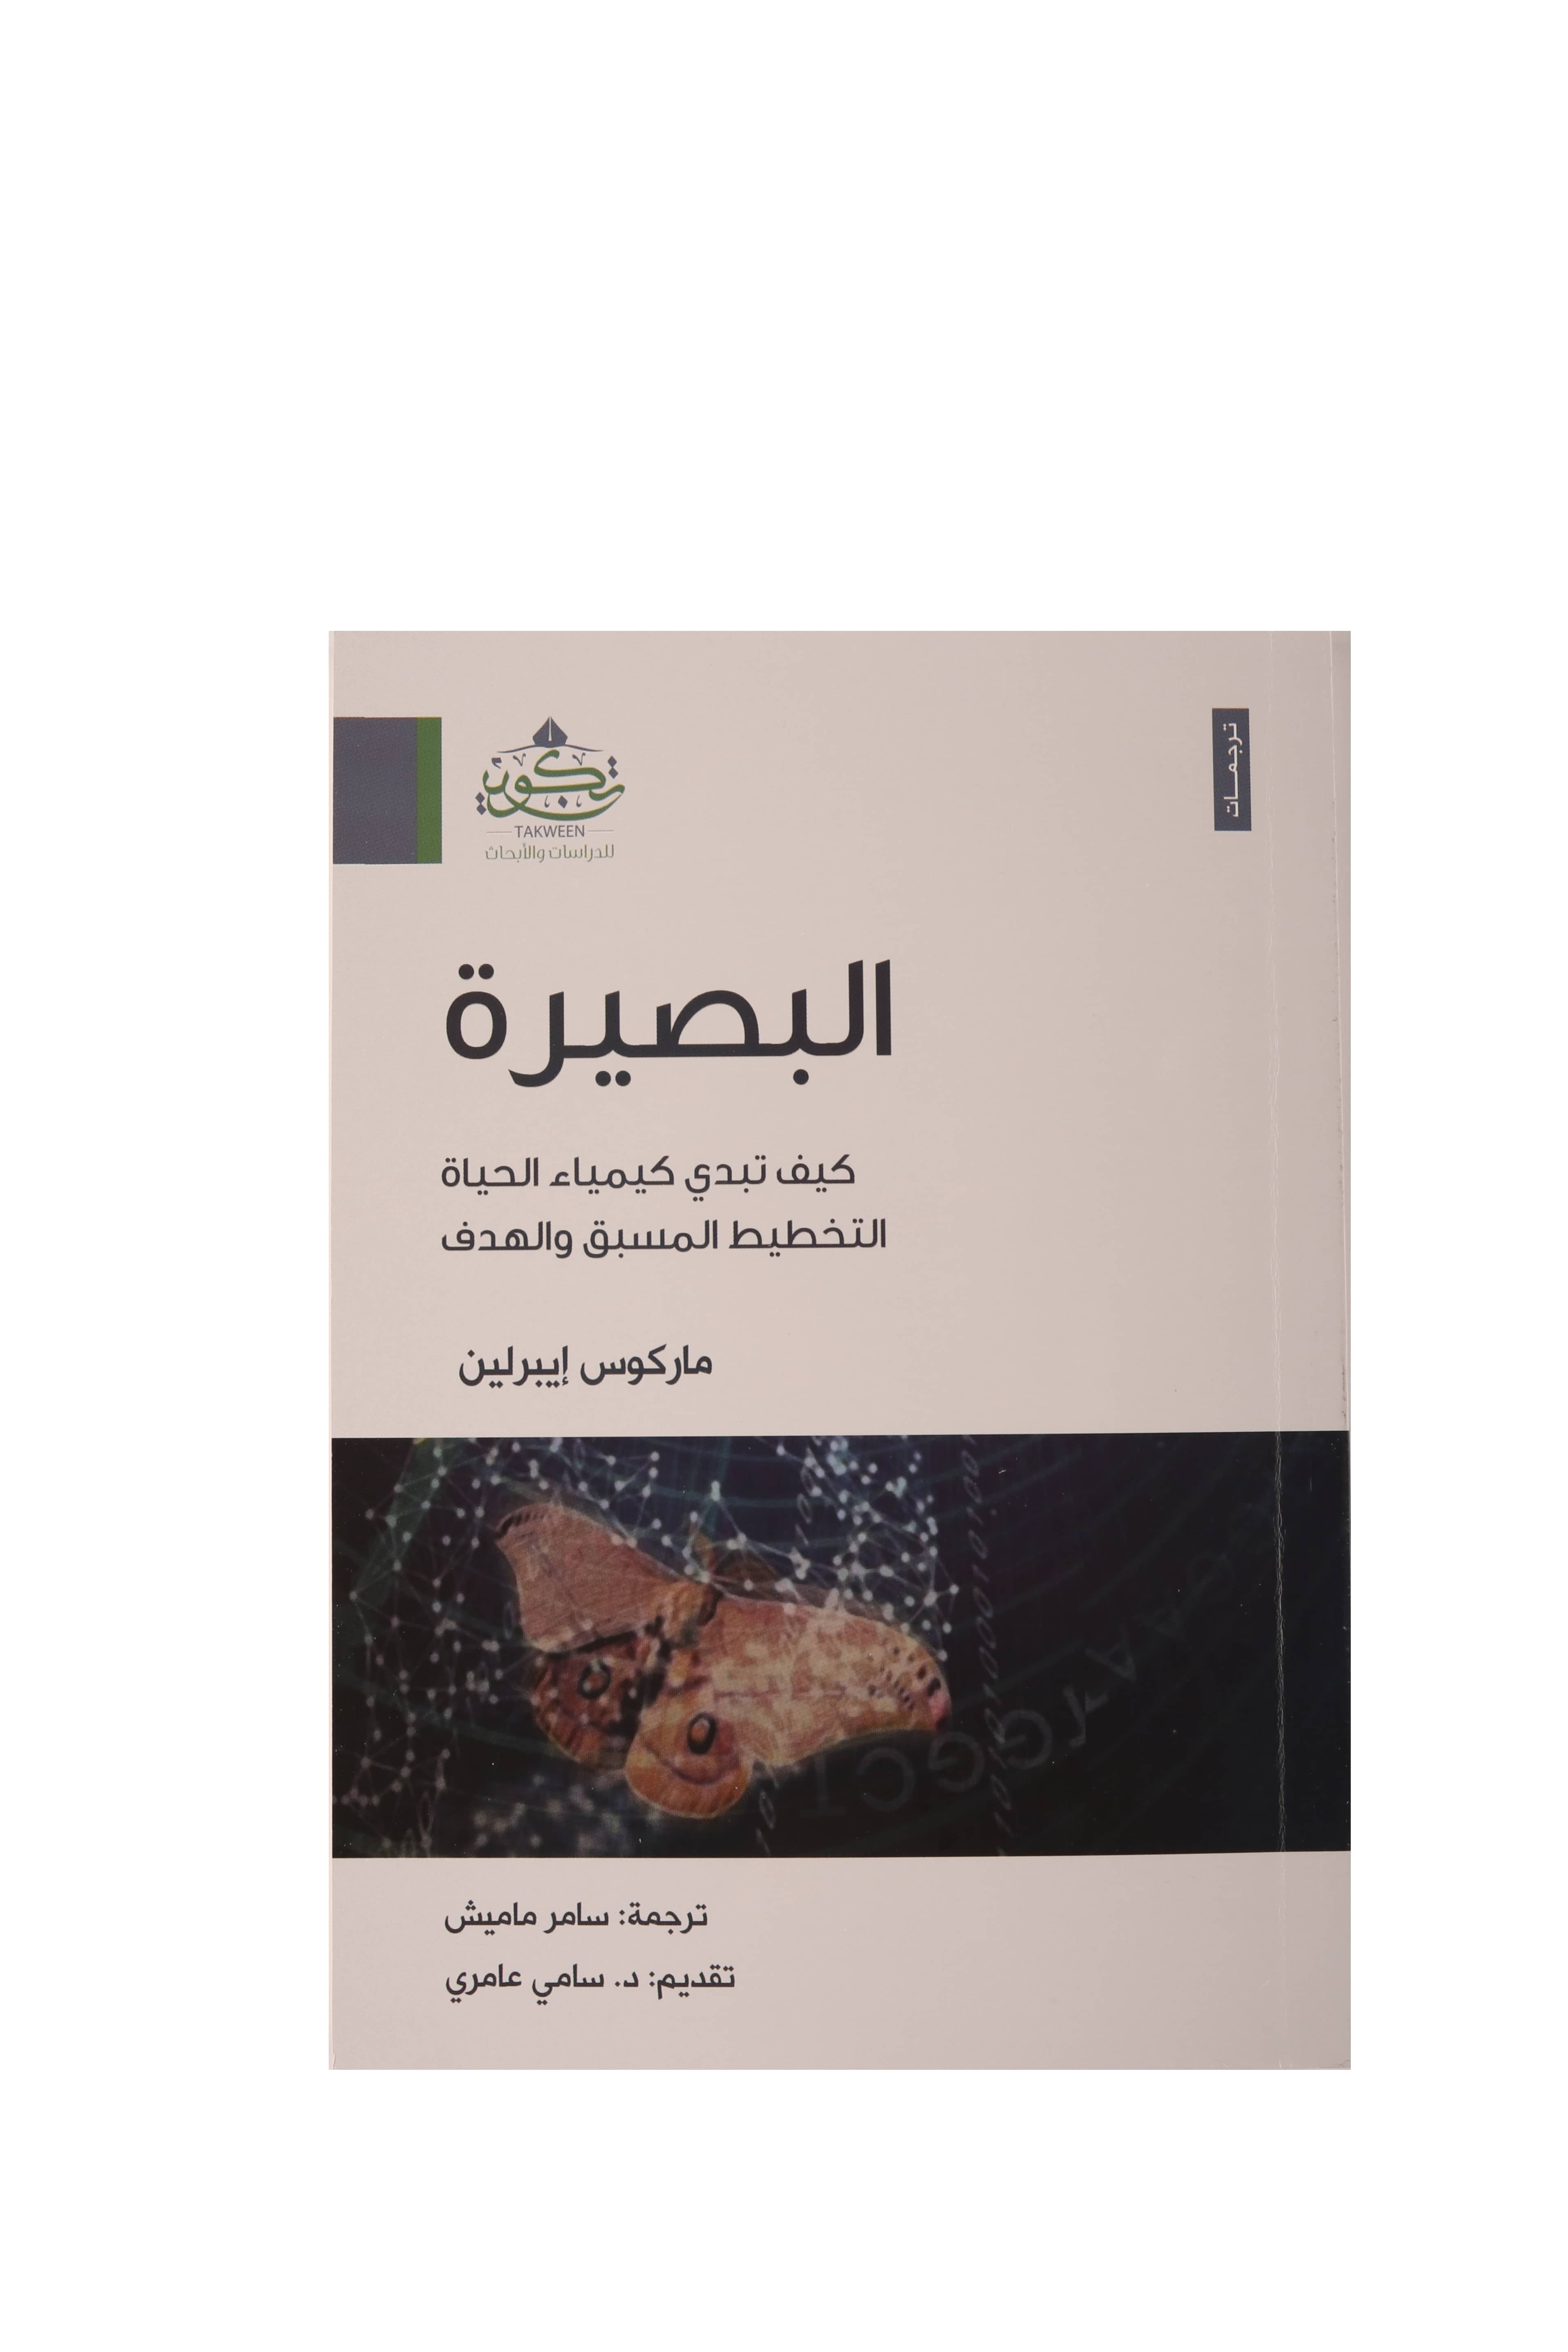 ترجمــات
تكوين
TAKWEEN
للدراسات والأبحاث
البصيرة
كيف تبدي كيمياء الحياة
التخطيط المسبق والهدف
ماركوس إيبرلين
ترجمة: سامر ماميش
تقديم: د. سامي عامري